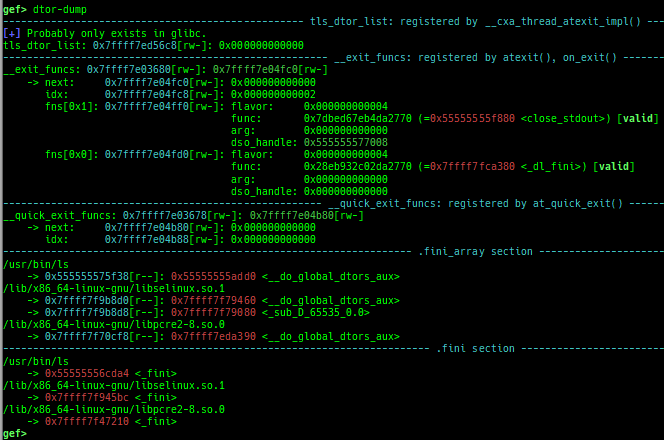 gef> dtor-dump
---------------------------------------------- tls_dtor_list: registered by __cxa_thread_atexit_impl() ----
[+] Probably only exists in glibc.
tls_dtor_list: 0x7ffff7ed56c8[rw-]: 0x000000000000
------------------------------------------------- __exit_funcs: registered by atexit(), on_exit() ------
__exit_funcs: 0x7ffff7e03680[rw-]: 0x7ffff7e04fc0[rw-]
    -> next:     0x7ffff7e04fc0[rw-]: 0x000000000000
       idx:      0x7ffff7e04fc8[rw-]: 0x000000000002
       fns[0x1]: 0x7ffff7e04ff0[rw-]: flavor:     0x000000000004
                                      func:       0x7dbed67eb4da2770 (=0x55555555f880 <close_stdout>) [valid]
                                      arg:        0x000000000000
                                      dso_handle: 0x555555577008
       fns[0x0]: 0x7ffff7e04fd0[rw-]: flavor:     0x000000000004
                                      func:       0x28eb932c02da2770 (=0x7ffff7fca380 <_dl_fini>) [valid]
                                      arg:        0x000000000000
                                      dso_handle: 0x000000000000
------------------------------------------------ __quick_exit_funcs: registered by at_quick_exit() ------
__quick_exit_funcs: 0x7ffff7e03678[rw-]: 0x7ffff7e04b80[rw-]
    -> next:     0x7ffff7e04b80[rw-]: 0x000000000000
       idx:      0x7ffff7e04b88[rw-]: 0x000000000000
-------------------------------------------------------------- .fini_array section --------------------
/usr/bin/ls
    -> 0x555555575f38[r--]: 0x55555555add0 <__do_global_dtors_aux>
/lib/x86_64-linux-gnu/libselinux.so.1
    -> 0x7ffff7f9b8d0[r--]: 0x7ffff7f79460 <__do_global_dtors_aux>
    -> 0x7ffff7f9b8d8[r--]: 0x7ffff7f79080 <_sub_D_65535_0.0>
/lib/x86_64-linux-gnu/libpcre2-8.so.0
    -> 0x7ffff7f70cf8[r--]: 0x7ffff7eda390 <__do_global_dtors_aux>
----------------------------------------------------------------- .fini section ----------------------
/usr/bin/ls
    -> 0x55555556cda4 <_fini>
/lib/x86_64-linux-gnu/libselinux.so.1
    -> 0x7ffff7f945bc <_fini>
/lib/x86_64-linux-gnu/libpcre2-8.so.0
    -> 0x7ffff7f47210 <_fini>
gef>